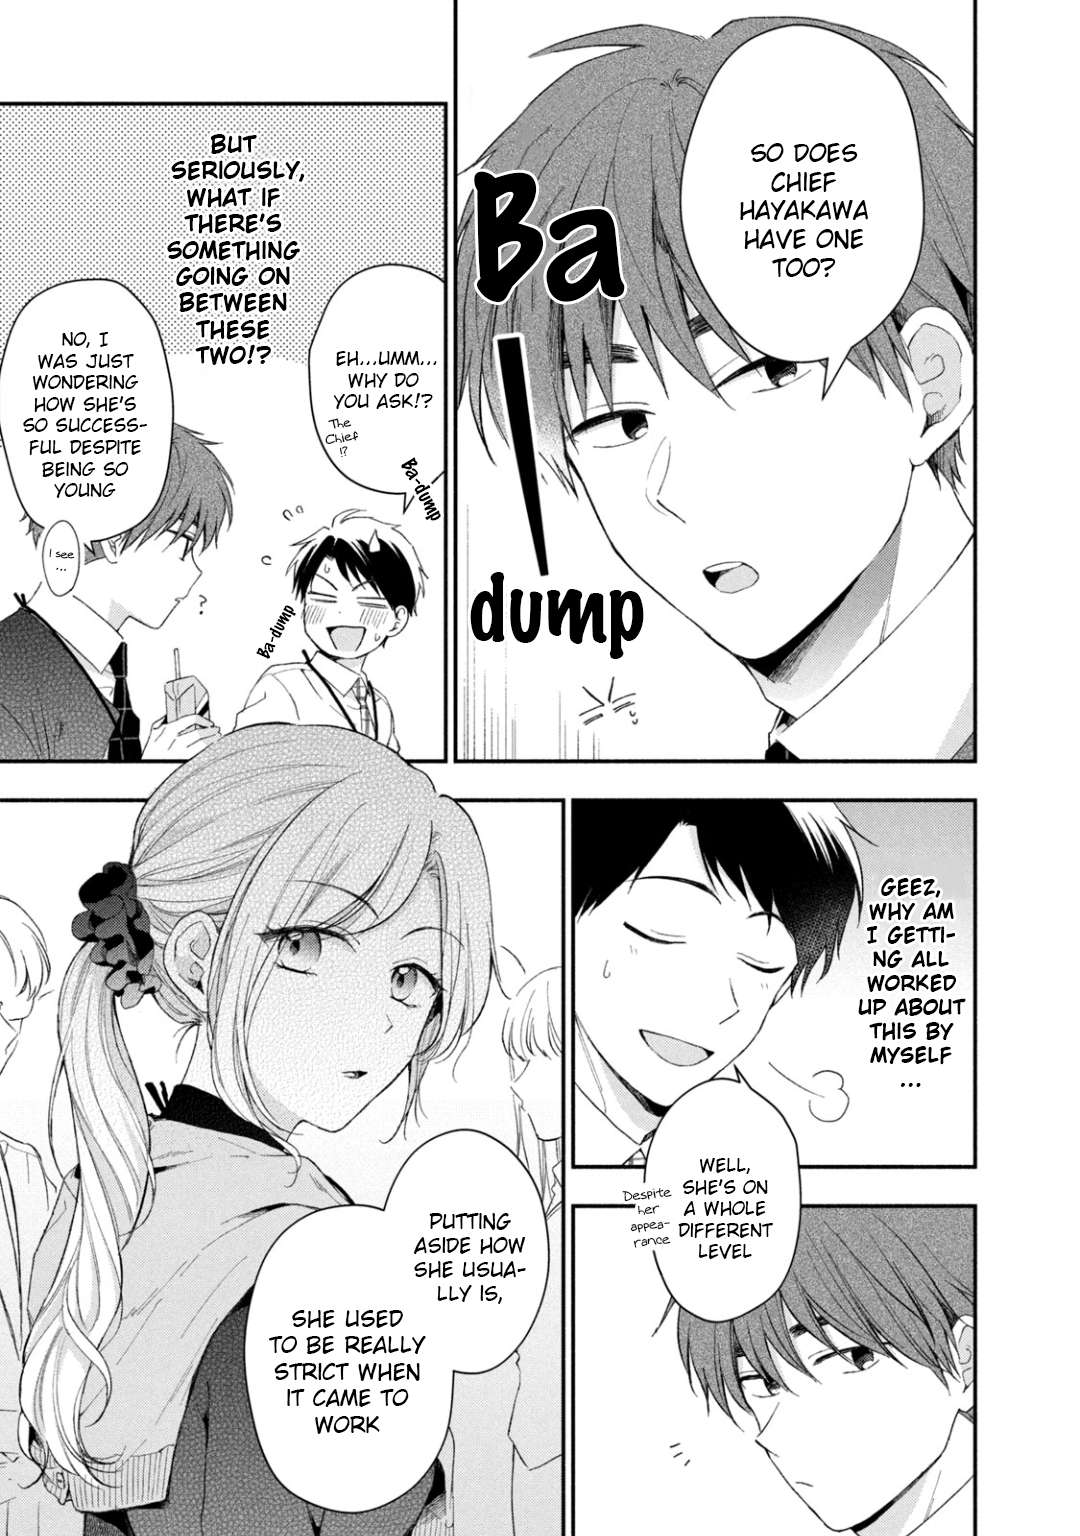 SO DOES
CHIEF
HAYAKAWA
HAVE ONE
TOO?
Ba
dump
BUT
SERIOUSLY,
WHAT IF
THERE'S
SOMETHING
GOING ON
BETWEEN
THESE
TWO!?
EH...UMM...
WHY DO
YOU ASK!?
The
Chief
!?
Ba-dump
Ba-dump
NO, I
WAS JUST
WONDERING
HOW SHE'S
SO SUCCESS-
FUL DESPITE
BEING SO
YOUNG
I see
...
?
GEEZ,
WHY AM
I GETTI-
NG ALL
WORKED
UP ABOUT
THIS BY
MYSELF
...
WELL,
SHE'S ON
A WHOLE
DIFFERENT
LEVEL
Despite
her
appea-
rance
PUTTING
ASIDE HOW
SHE USUA-
LLY IS,
SHE USED
TO BE REALLY
STRICT WHEN
IT CAME TO
WORK